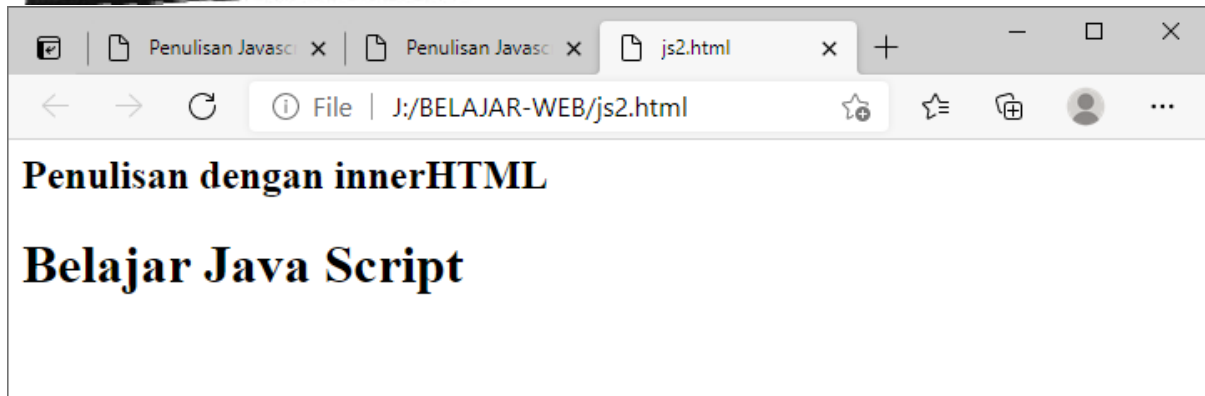 Penulisan Javasc
Penulisan Javasc
js2.html
File
J:/BELAJAR-WEB/js2.html
Penulisan dengan innerHTML
Belajar Java Script